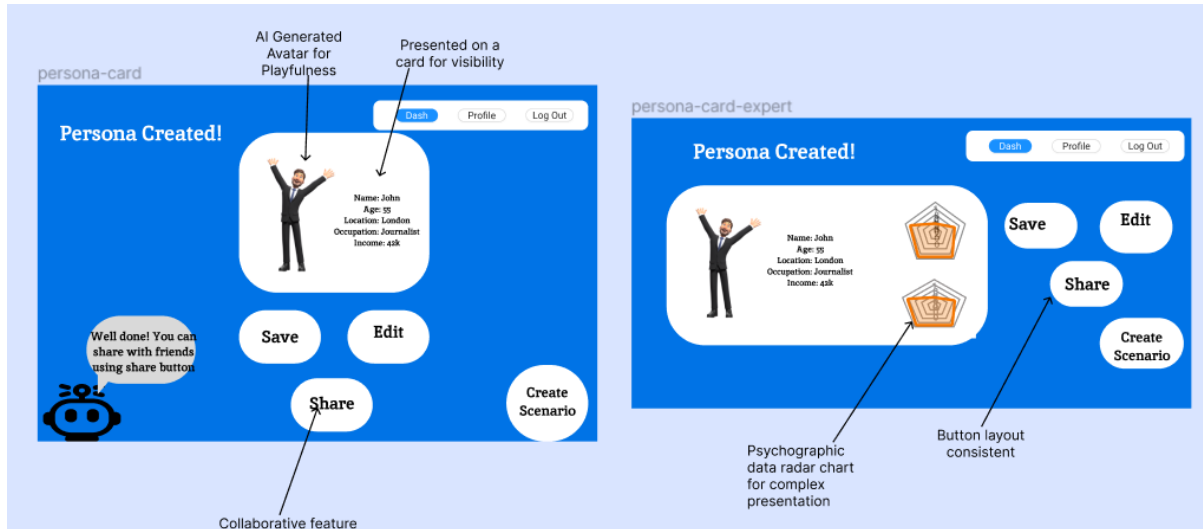 AI Generated
Avatar for
Playfulness
Presented on a
card for visibility
persona-card
Dash
Profile
Log Out
Persona Created!
Name: John
Age: 55
Location: London
Occupation: Journalist
Income: 42k
Well done! You can
share with friends
using share button
Save
Edit
Share
Create
Scenario
Collaborative feature
persona-card-expert
Dash
Profile
Log Out
Persona Created!
Name: John
Age: 55
Location: London
Occupation: Journalist
Income: 42k
Save
Edit
Share
Create
Scenario
Psychographic
data radar chart
for complex
presentation
Button layout
consistent